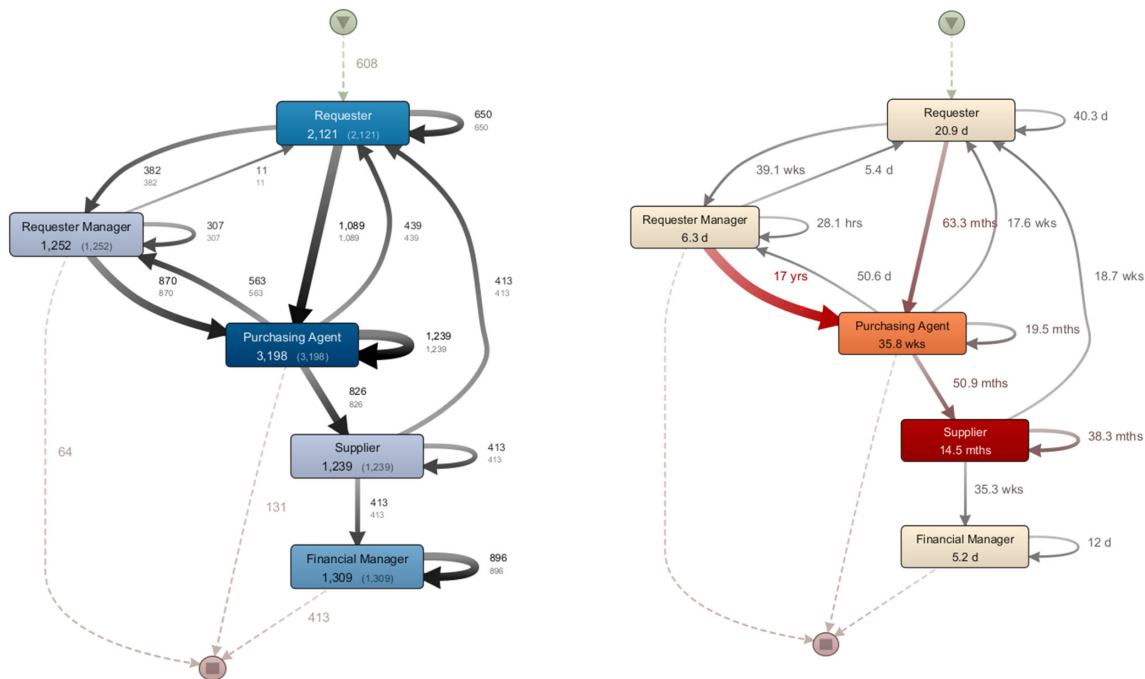 608
Requester
2,121 (2,121)
650
650
382
382
11
11
Requester Manager
1,252 (1,252)
307
307
1,089
1,089
439
439
870
870
563
563
413
413
Purchasing Agent
3,198 (3,198)
1,239
1,239
826
826
64
Supplier
1,239 (1,239)
413
413
131
413
413
Financial Manager
1,309 (1,309)
896
896
413
Requester
20.9 d
40.3 d
39.1 wks
5.4 d
Requester Manager
6.3 d
28.1 hrs
63.3 mths
17.6 wks
17 yrs
50.6 d
18.7 wks
Purchasing Agent
35.8 wks
19.5 mths
50.9 mths
Supplier
14.5 mths
38.3 mths
35.3 wks
Financial Manager
5.2 d
12 d